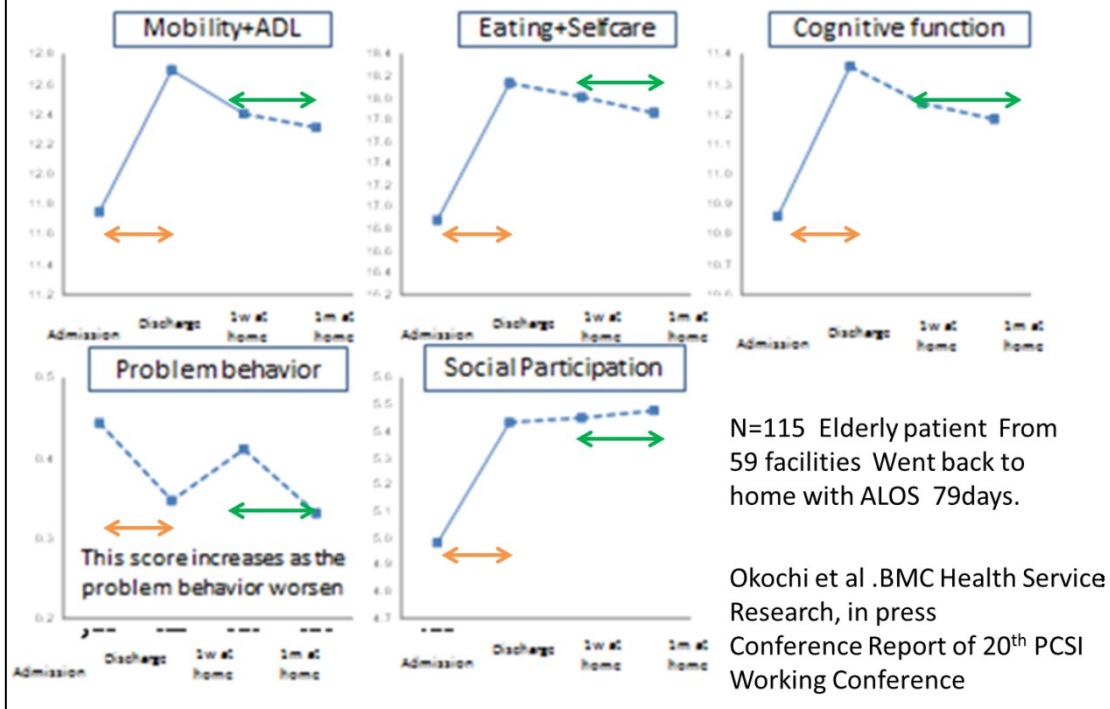 Mobility+ADL
Eating+Selfcare
Cognitive function
12.8
12.6
12.4
12.2
12.0
11.8
11.6
11.4
11.2
18.4
18.2
18.0
17.8
17.6
17.4
17.2
17.0
16.8
16.6
16.4
16.2
11.4
11.3
11.2
11.1
11.0
10.9
10.8
10.7
10.6
Admission Discharge 1w at home 1m at home
Admission Discharge 1w at home 1m at home
Admission Discharge 1w at home 1m at home
Problem behavior
Social Participation
0.5
0.4
0.3
0.2
This score increases as the
problem behavior worsen
5.6
5.5
5.4
5.3
5.2
5.1
5.0
4.9
4.8
4.7
Admission Discharge 1w at home 1m at home
Admission Discharge 1w at home 1m at home
N=115 Elderly patient From
59 facilities Went back to
home with ALOS 79days.
Okochi et al .BMC Health Service
Research, in press
Conference Report of 20th PCSI
Working Conference